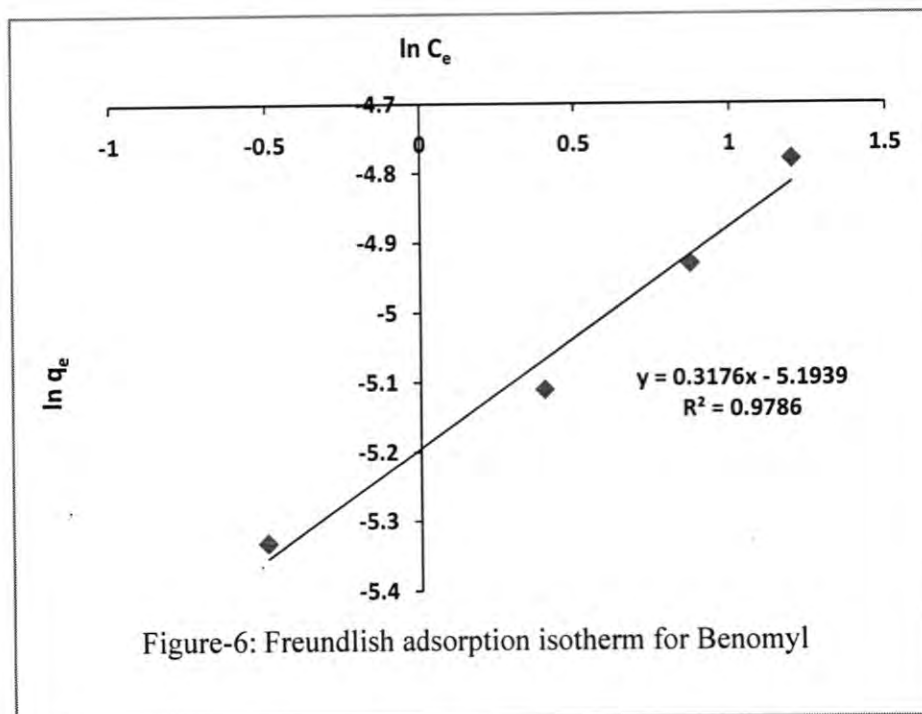 ln Cₑ
-4.7
-1 -0.5 0 0.5 1 1.5
-4.8
-4.9
-5
ln qₑ
-5.1
y = 0.3176x - 5.1939
R² = 0.9786
-5.2
-5.3
-5.4
Figure-6: Freundlish adsorption isotherm for Benomyl